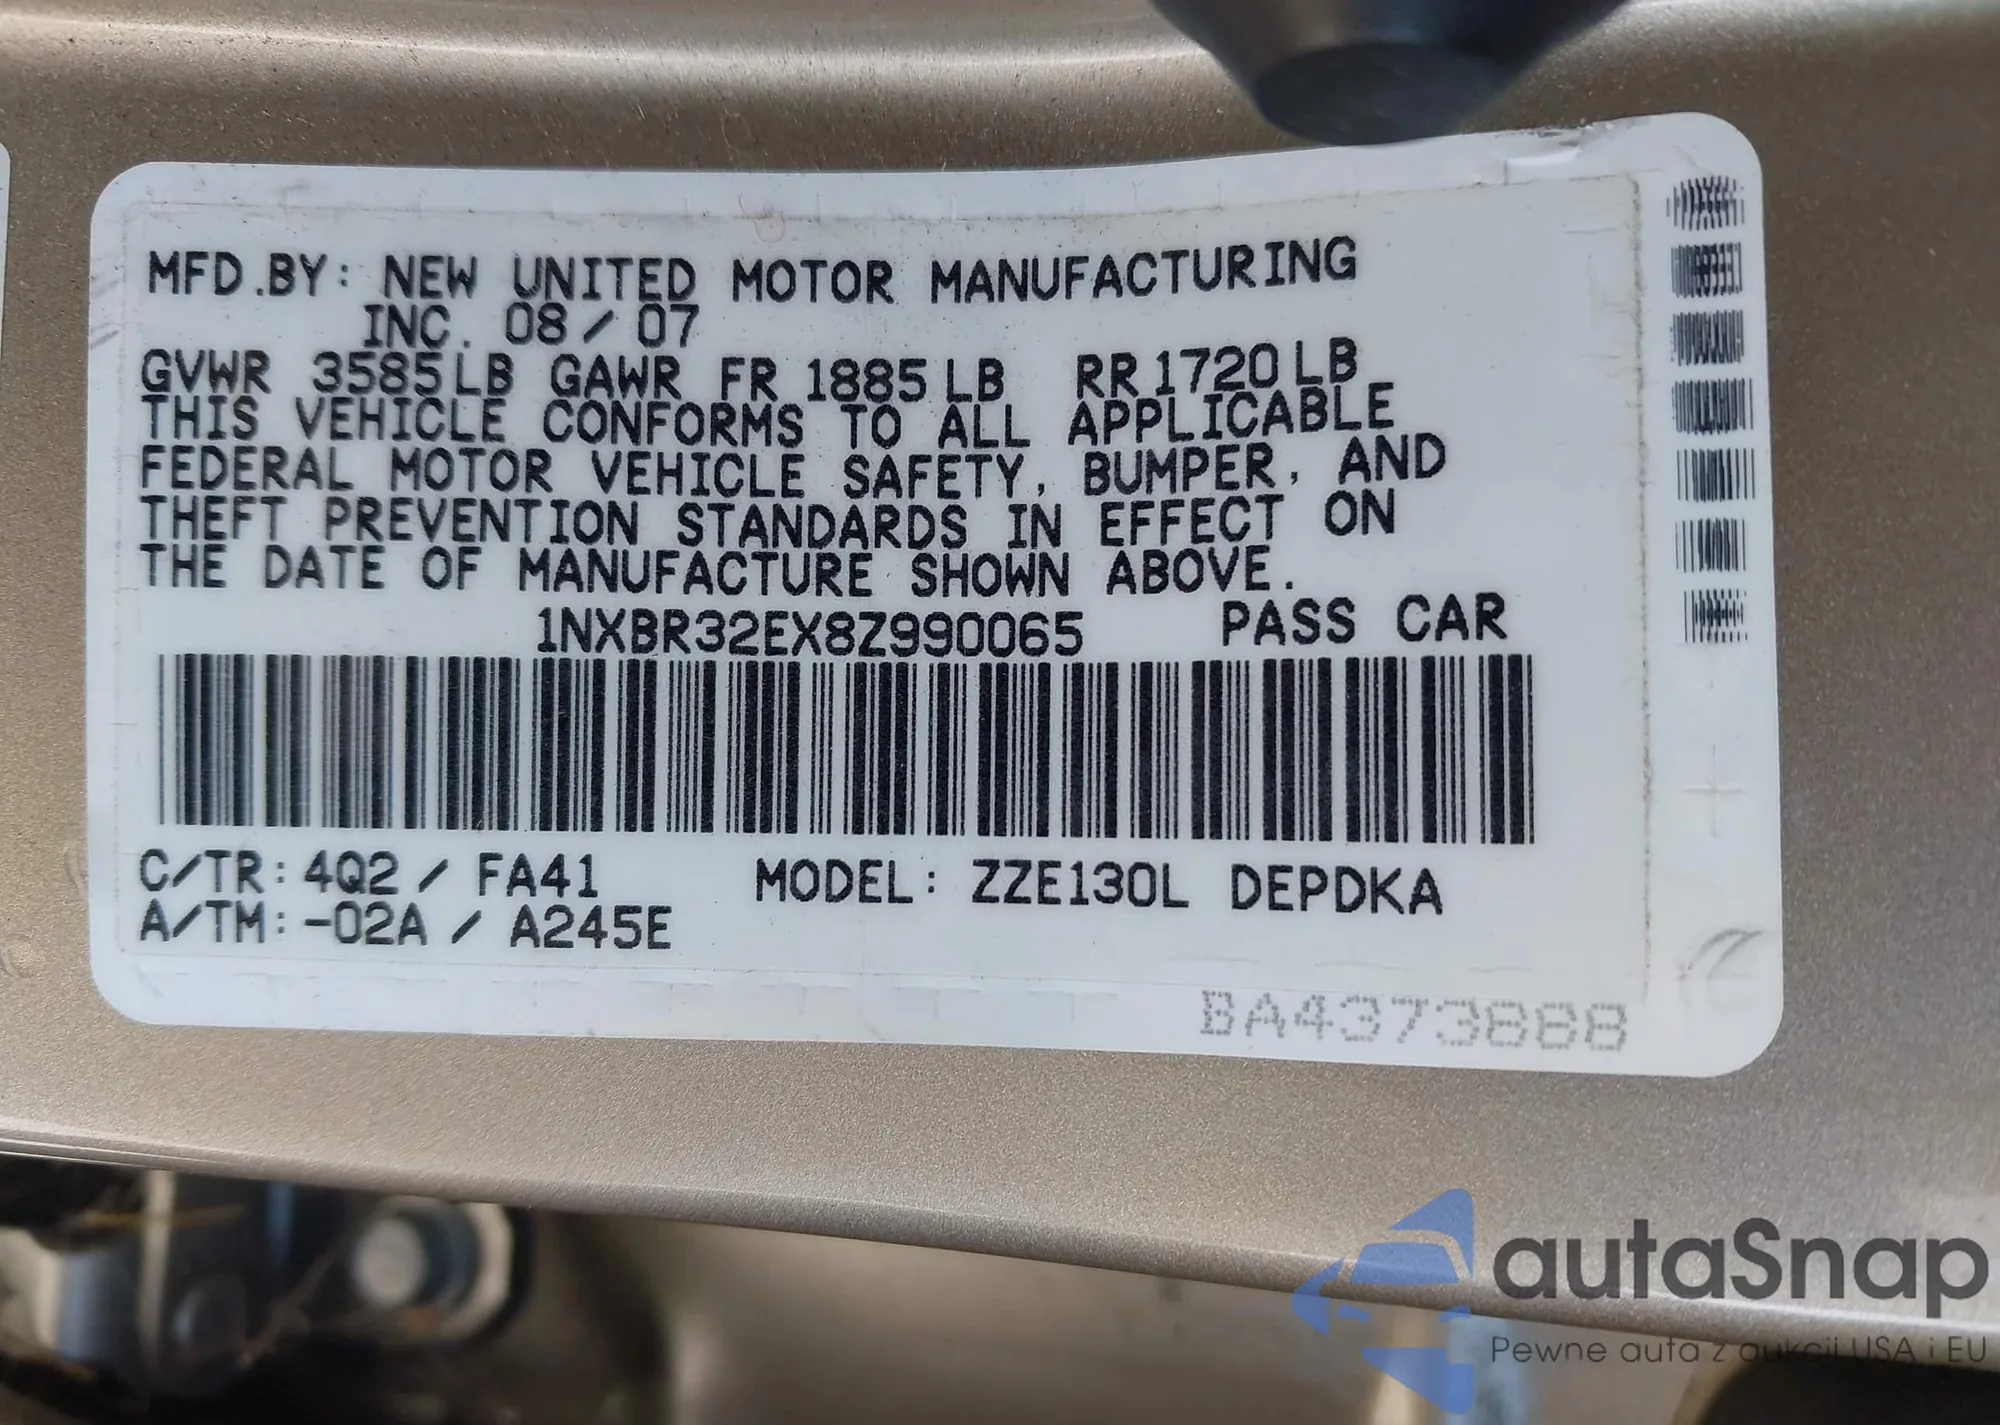 MFD.BY: NEW UNITED MOTOR MANUFACTURING
INC. 08/07
GVWR 3585LB GAWR FR 1885LB RR 1720LB
THIS VEHICLE CONFORMS TO ALL APPLICABLE
FEDERAL MOTOR VEHICLE SAFETY, BUMPER, AND
THEFT PREVENTION STANDARDS IN EFFECT ON
THE DATE OF MANUFACTURE SHOWN ABOVE.
1NXBR32EX8Z990065 PASS CAR
C/TR: 4Q2 / FA41 MODEL: ZZE130L DEPDKA
A/TM: -02A / A245E
BA4373888
autaSnap
Pewne auta z aukcji USA i EU